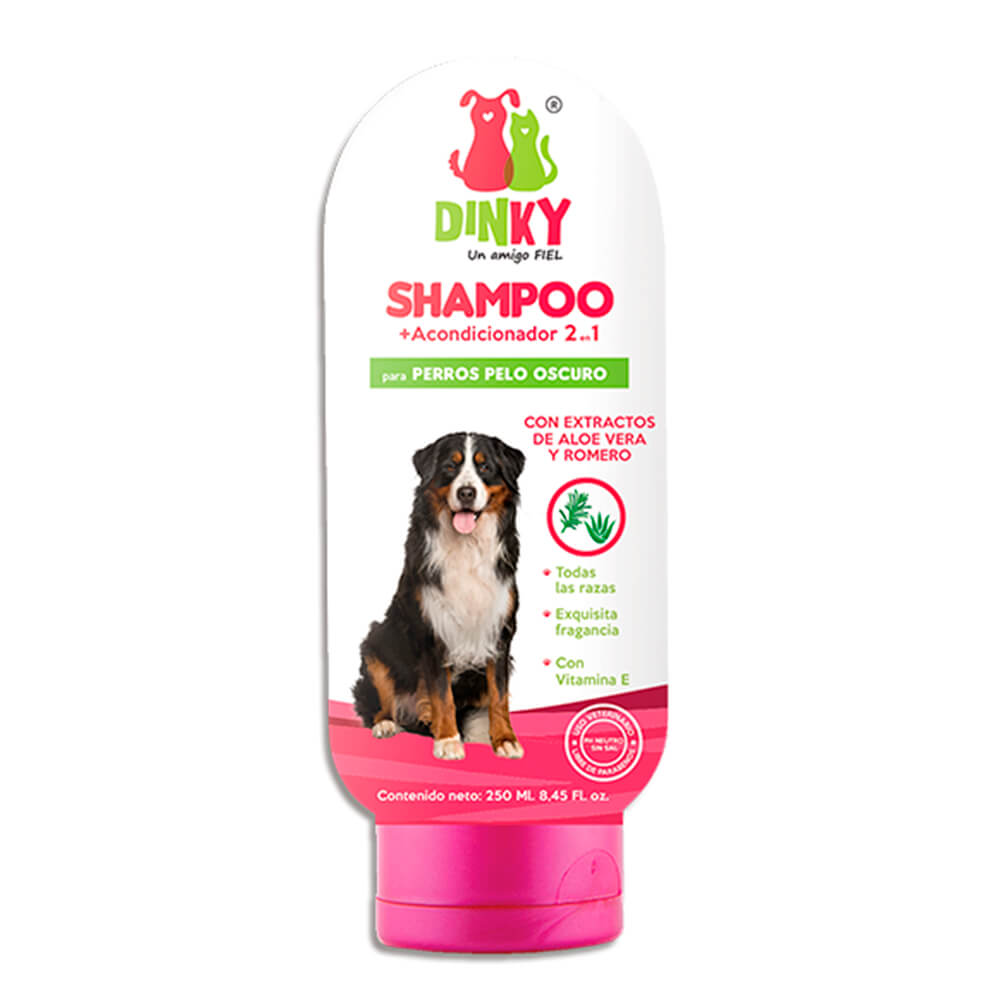 ®
DINKY
Un amigo FIEL
SHAMPOO
+Acondicionador 2 en 1
para PERROS PELO OSCURO
CON EXTRACTOS
DE ALOE VERA
Y ROMERO
Todas
las razas
Exquisita
fragancia
Con
Vitamina E
USO VETERINARIO
PH NEUTRO
SIN SAL
LIBRE DE PARABENOS
Contenido neto: 250 ML 8,45 FL oz.